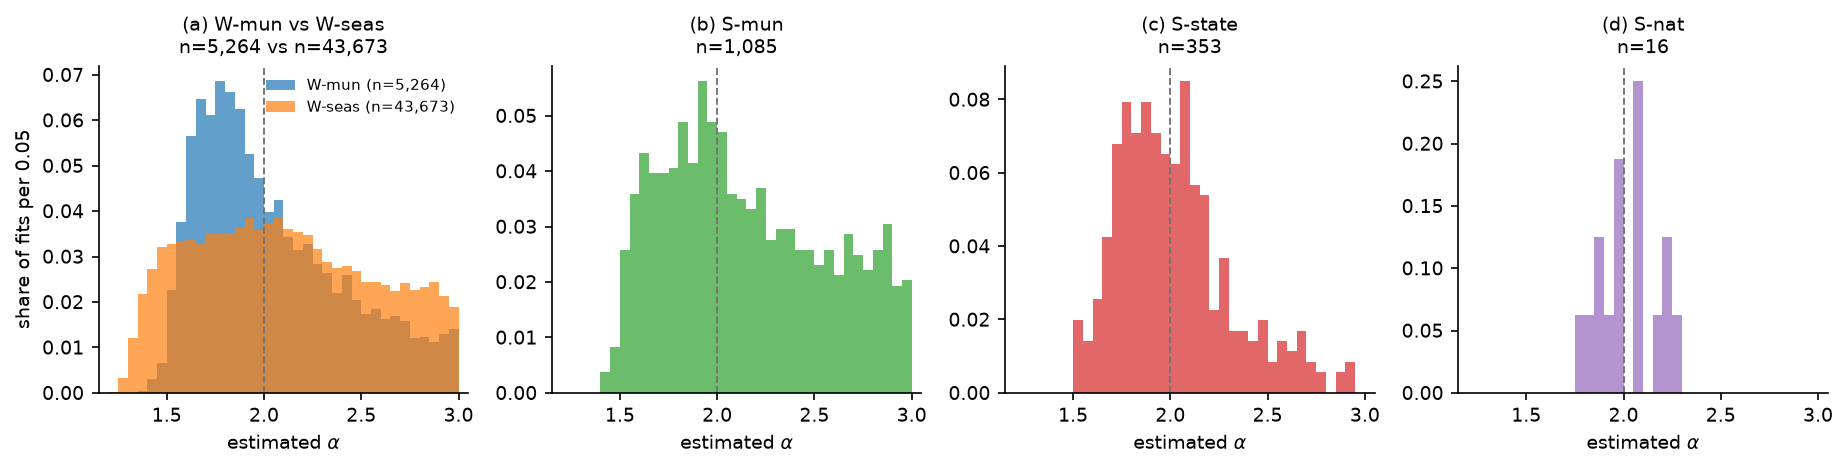 (a) W-mun vs W-seas
n=5,264 vs n=43,673
W-mun (n=5,264)
W-seas (n=43,673)
share of fits per 0.05
0.07
0.06
0.05
0.04
0.03
0.02
0.01
0.00
1.5 2.0 2.5 3.0
estimated α
(b) S-mun
n=1,085
0.05
0.04
0.03
0.02
0.01
0.00
1.5 2.0 2.5 3.0
estimated α
(c) S-state
n=353
0.08
0.06
0.04
0.02
0.00
1.5 2.0 2.5 3.0
estimated α
(d) S-nat
n=16
0.25
0.20
0.15
0.10
0.05
0.00
1.5 2.0 2.5 3.0
estimated α